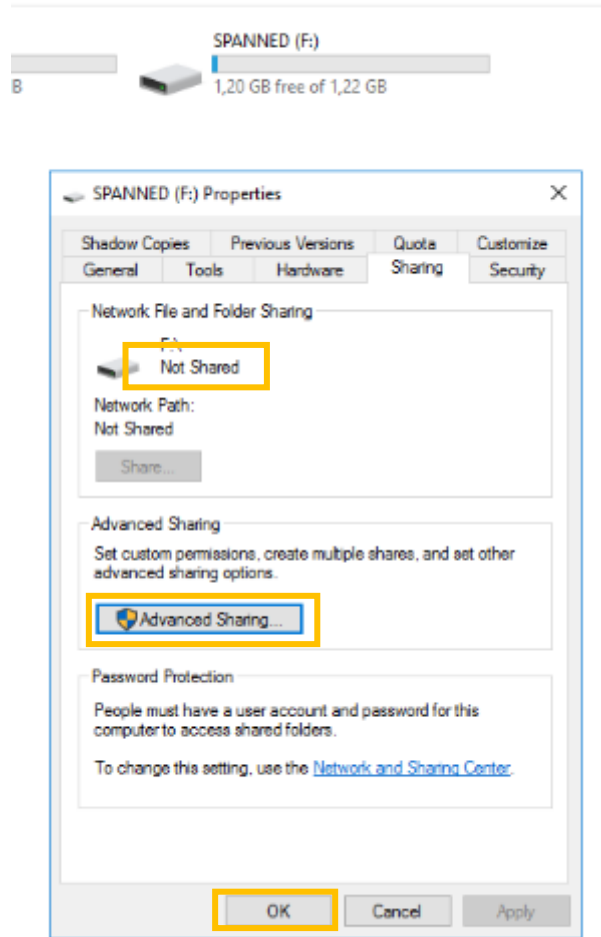 SPANNED (F:)
B
1,20 GB free of 1,22 GB
SPANNED (F:) Properties
Shadow Copies Previous Versions Quota Customize
General Tools Hardware Sharing Security
Network File and Folder Sharing
F:\
Not Shared
Network Path:
Not Shared
Share...
Advanced Sharing
Set custom permissions, create multiple shares, and set other
advanced sharing options.
Advanced Sharing...
Password Protection
People must have a user account and password for this
computer to access shared folders.
To change this setting, use the Network and Sharing Center.
OK Cancel Apply